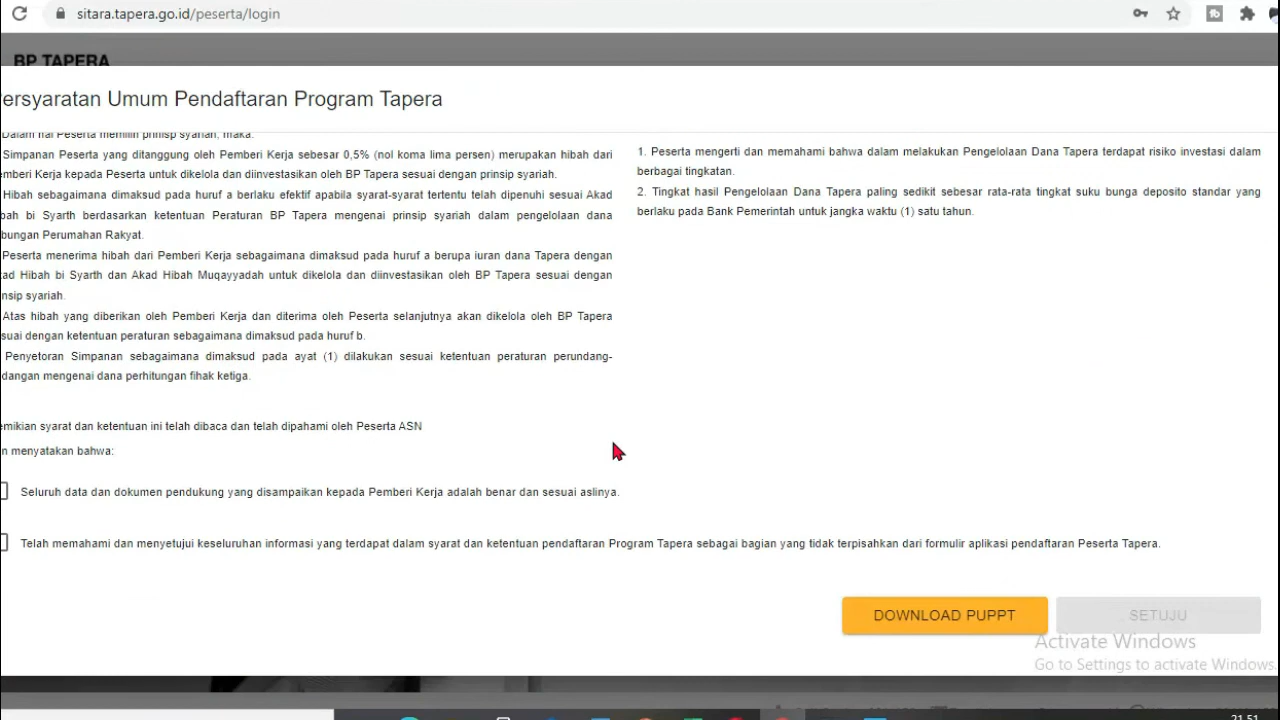 sitara.tapera.go.id/peserta/login
BP TAPERA
ersyaratan Umum Pendaftaran Program Tapera
Dalam hal Peserta memilih prinsip syariah, maka:
Simpanan Peserta yang ditanggung oleh Pemberi Kerja sebesar 0,5% (nol koma lima persen) merupakan hibah dari
mberi Kerja kepada Peserta untuk dikelola dan diinvestasikan oleh BP Tapera sesuai dengan prinsip syariah.
Hibah sebagaimana dimaksud pada huruf a berlaku efektif apabila syarat-syarat tertentu telah dipenuhi sesuai Akad
bah bi Syarth berdasarkan ketentuan Peraturan BP Tapera mengenai prinsip syariah dalam pengelolaan dana
bungan Perumahan Rakyat.
Peserta menerima hibah dari Pemberi Kerja sebagaimana dimaksud pada huruf a berupa iuran dana Tapera dengan
ad Hibah bi Syarth dan Akad Hibah Muqayyadah untuk dikelola dan diinvestasikan oleh BP Tapera sesuai dengan
nsip syariah.
Atas hibah yang diberikan oleh Pemberi Kerja dan diterima oleh Peserta selanjutnya akan dikelola oleh BP Tapera
suai dengan ketentuan peraturan sebagaimana dimaksud pada huruf b.
Penyetoran Simpanan sebagaimana dimaksud pada ayat (1) dilakukan sesuai ketentuan peraturan perundang-
dangan mengenai dana perhitungan fihak ketiga.
1. Peserta mengerti dan memahami bahwa dalam melakukan Pengelolaan Dana Tapera terdapat risiko investasi dalam
berbagai tingkatan.
2. Tingkat hasil Pengelolaan Dana Tapera paling sedikit sebesar rata-rata tingkat suku bunga deposito standar yang
berlaku pada Bank Pemerintah untuk jangka waktu (1) satu tahun.
emikian syarat dan ketentuan ini telah dibaca dan telah dipahami oleh Peserta ASN
n menyatakan bahwa:
Seluruh data dan dokumen pendukung yang disampaikan kepada Pemberi Kerja adalah benar dan sesuai aslinya.
Telah memahami dan menyetujui keseluruhan informasi yang terdapat dalam syarat dan ketentuan pendaftaran Program Tapera sebagai bagian yang tidak terpisahkan dari formulir aplikasi pendaftaran Peserta Tapera.
DOWNLOAD PUPPT
SETUJU
Activate Windows
Go to Settings to activate Windows.
21.51